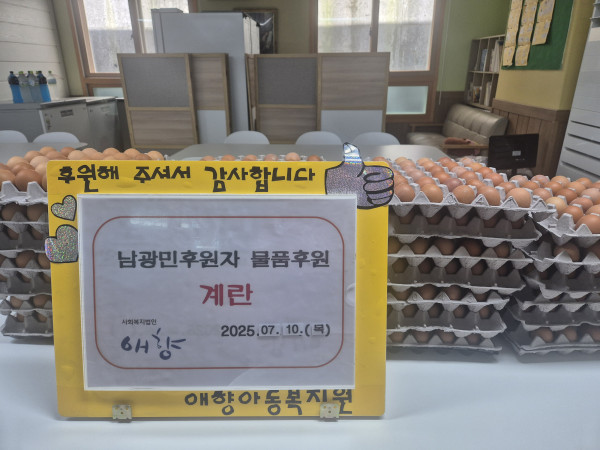 후원해 주셔서 감사합니다
남광민후원자 물품후원
계란
사회복지법인
애향
2025.07.10.(목)
애향아동복지원